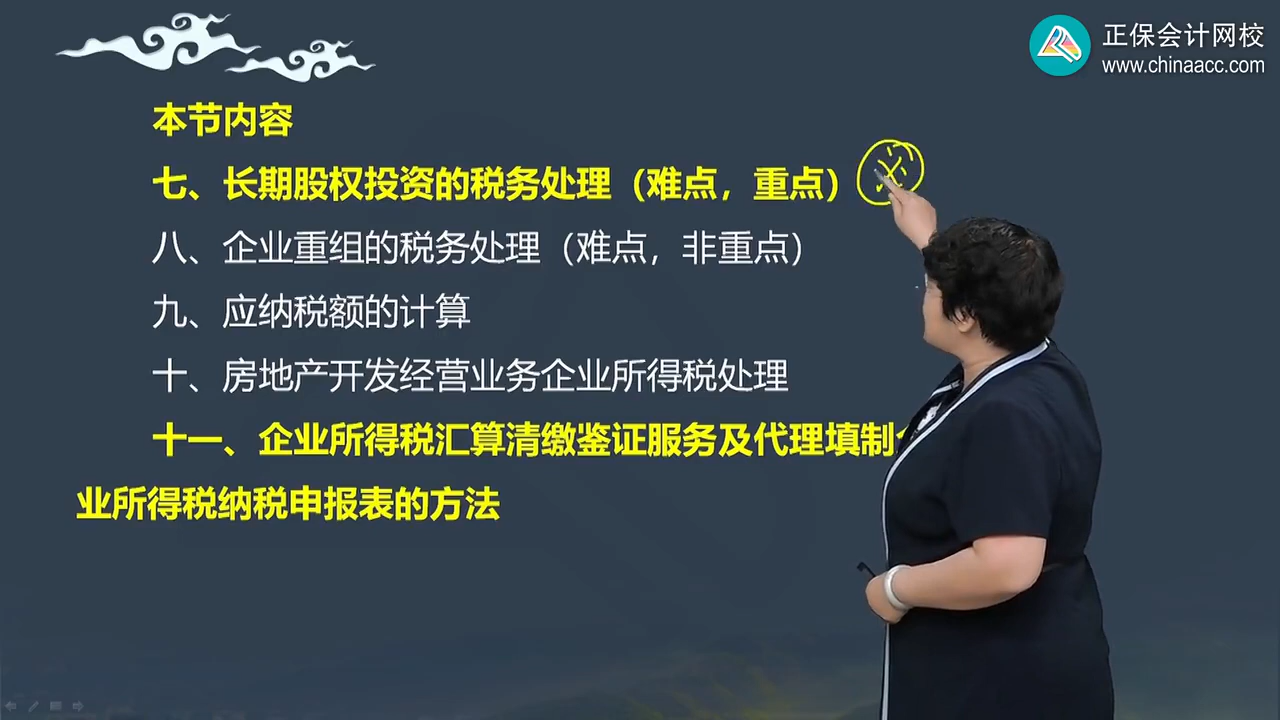 正保会计网校
www.chinaacc.com
本节内容
七、长期股权投资的税务处理（难点，重点）
八、企业重组的税务处理（难点，非重点）
九、应纳税额的计算
十、房地产开发经营业务企业所得税处理
十一、企业所得税汇算清缴鉴证服务及代理填制
业所得税纳税申报表的方法